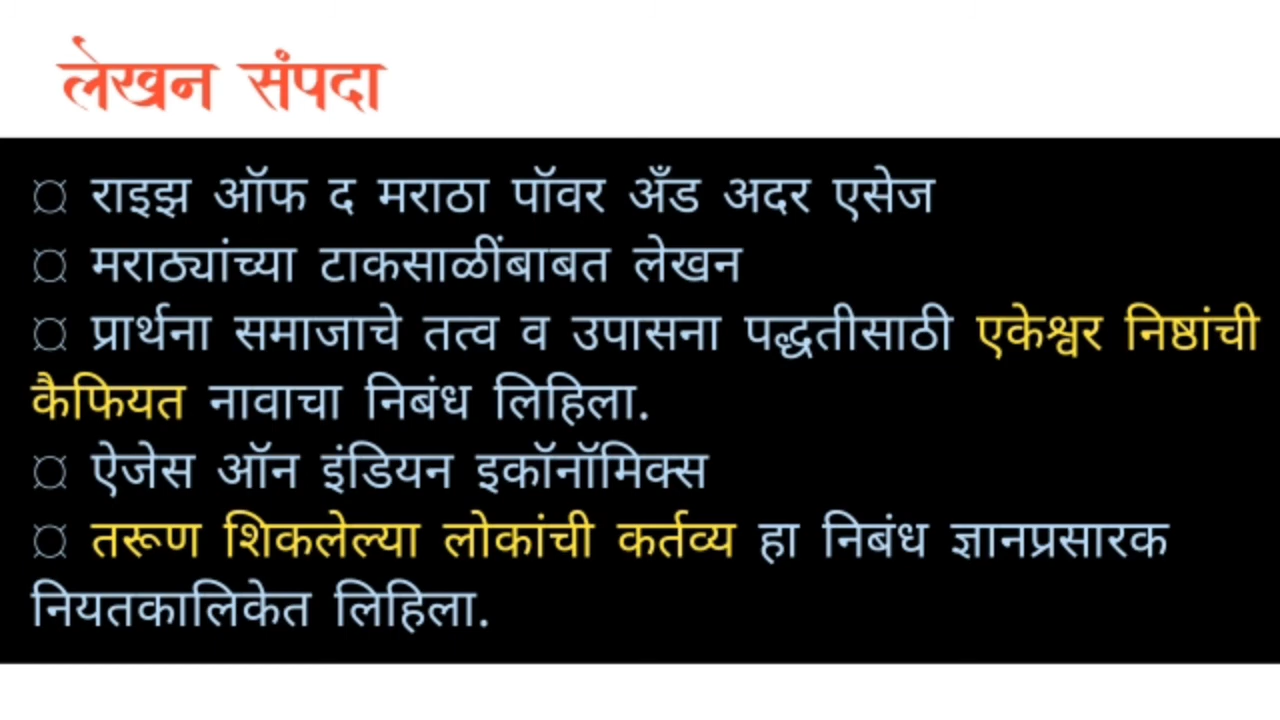 लेखन संपदा
¤ राइझ ऑफ द मराठा पॉवर अँड अदर एसेज
¤ मराठ्यांच्या टाकसाळींबाबत लेखन
¤ प्रार्थना समाजाचे तत्व व उपासना पद्धतीसाठी एकेश्वर निष्ठांची
कैफियत नावाचा निबंध लिहिला.
¤ ऐजेस ऑन इंडियन इकॉनॉमिक्स
¤ तरूण शिकलेल्या लोकांची कर्तव्य हा निबंध ज्ञानप्रसारक
नियतकालिकेत लिहिला.